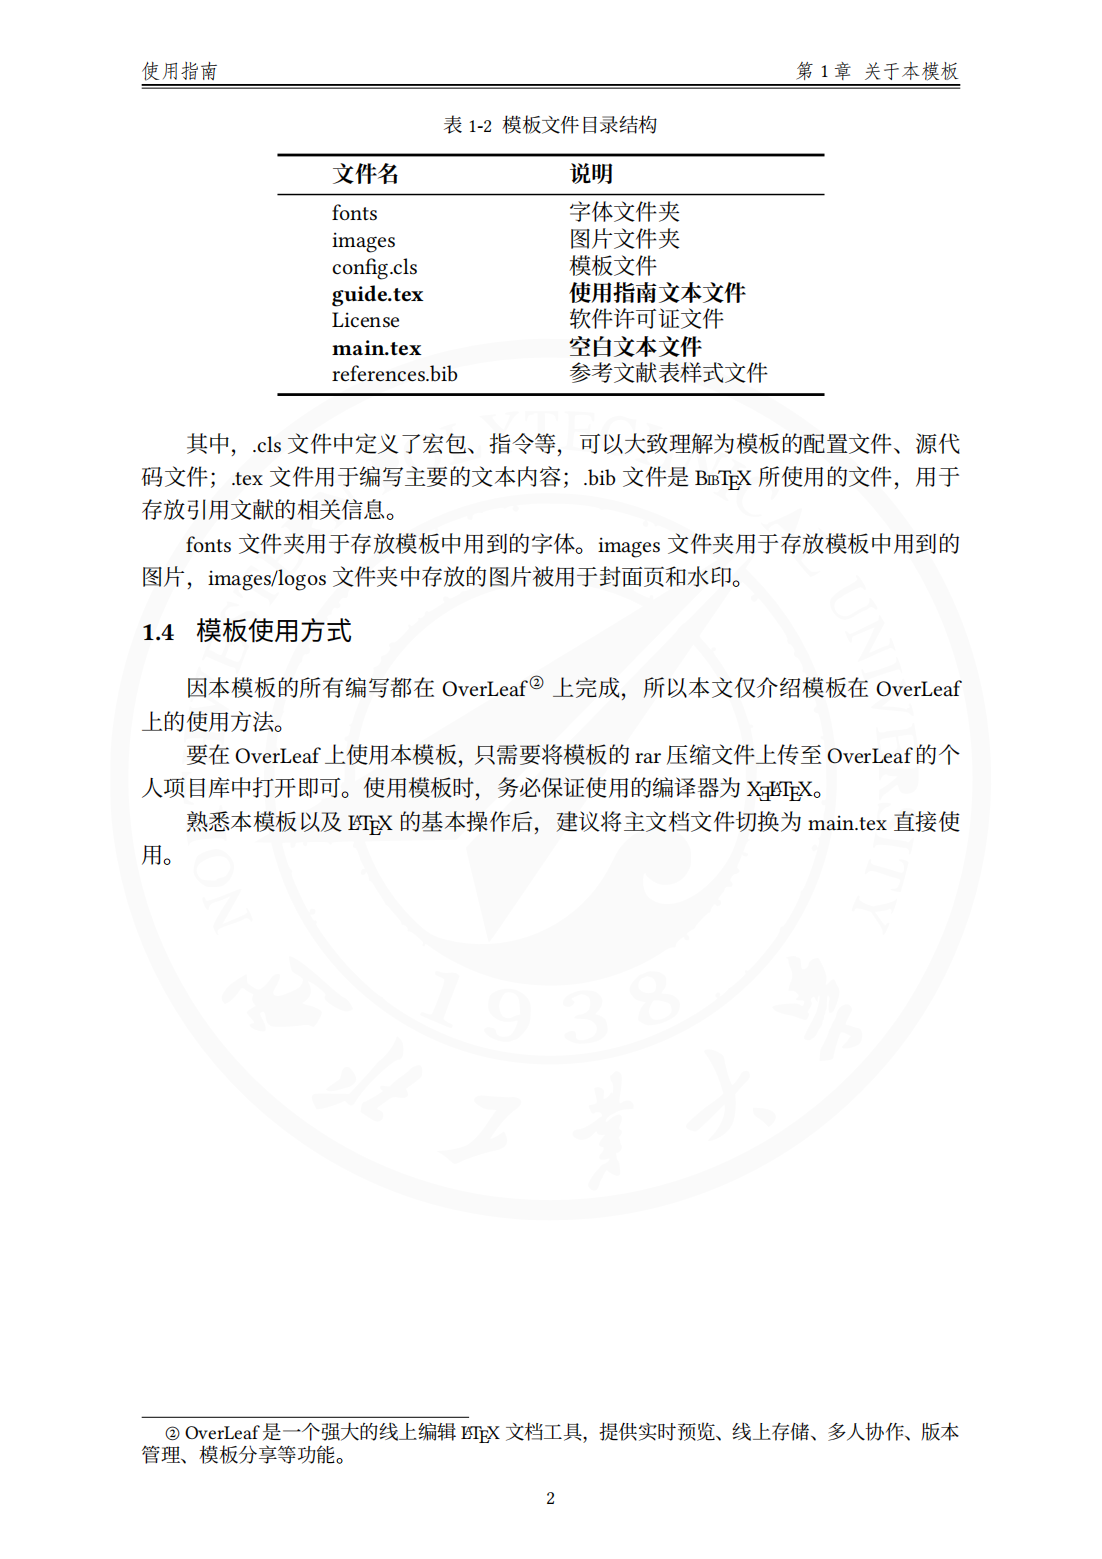 使用指南 第 1 章 关于本模板
表 1-2 模板文件目录结构
文件名 说明
fonts 字体文件夹
images 图片文件夹
config.cls 模板文件
guide.tex 使用指南文本文件
License 软件许可证文件
main.tex 空白文本文件
references.bib 参考文献表样式文件
其中，.cls 文件中定义了宏包、指令等，可以大致理解为模板的配置文件、源代
码文件；.tex 文件用于编写主要的文本内容；.bib 文件是 BIBTEX 所使用的文件，用于
存放引用文献的相关信息。
fonts 文件夹用于存放模板中用到的字体。images 文件夹用于存放模板中用到的
图片，images/logos 文件夹中存放的图片被用于封面页和水印。
1.4 模板使用方式
因本模板的所有编写都在 OverLeaf② 上完成，所以本文仅介绍模板在 OverLeaf
上的使用方法。
要在 OverLeaf 上使用本模板，只需要将模板的 rar 压缩文件上传至 OverLeaf 的个
人项目库中打开即可。使用模板时，务必保证使用的编译器为 XƎLATEX。
熟悉本模板以及 LATEX 的基本操作后，建议将主文档文件切换为 main.tex 直接使
用。
1938
西北工业大学
② OverLeaf 是一个强大的线上编辑 LATEX 文档工具，提供实时预览、线上存储、多人协作、版本
管理、模板分享等功能。
2